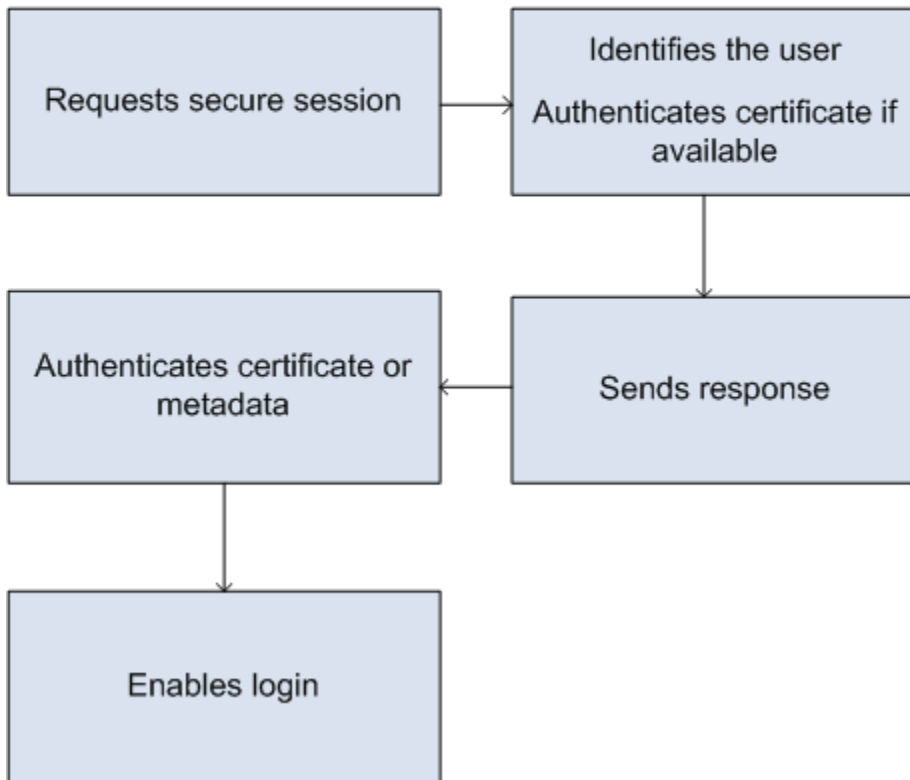 Requests secure session
Identifies the user
Authenticates certificate if
available
Sends response
Authenticates certificate or
metadata
Enables login